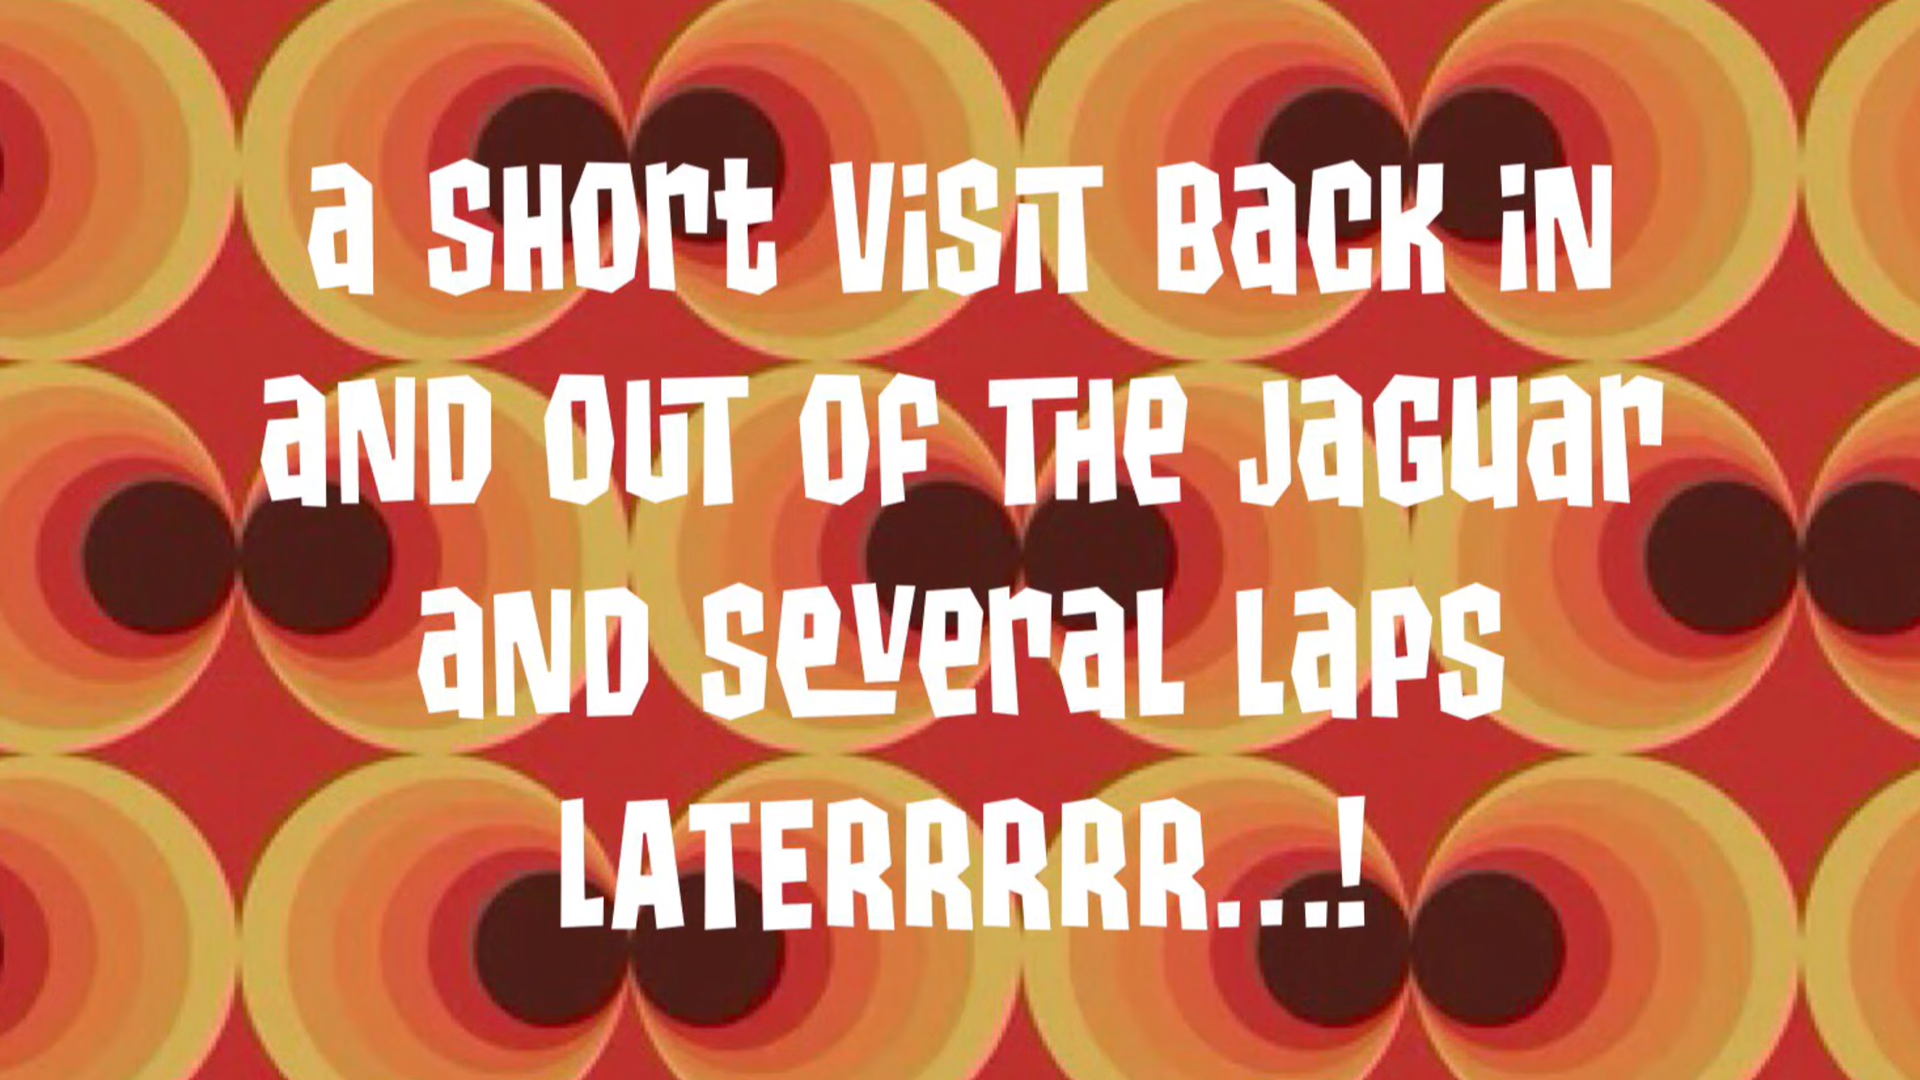 a SHOrt VISIT BaCK IN
aND OUT OF THe JaGUar
aND SeVeraL LaPS
LATERRRRR...!